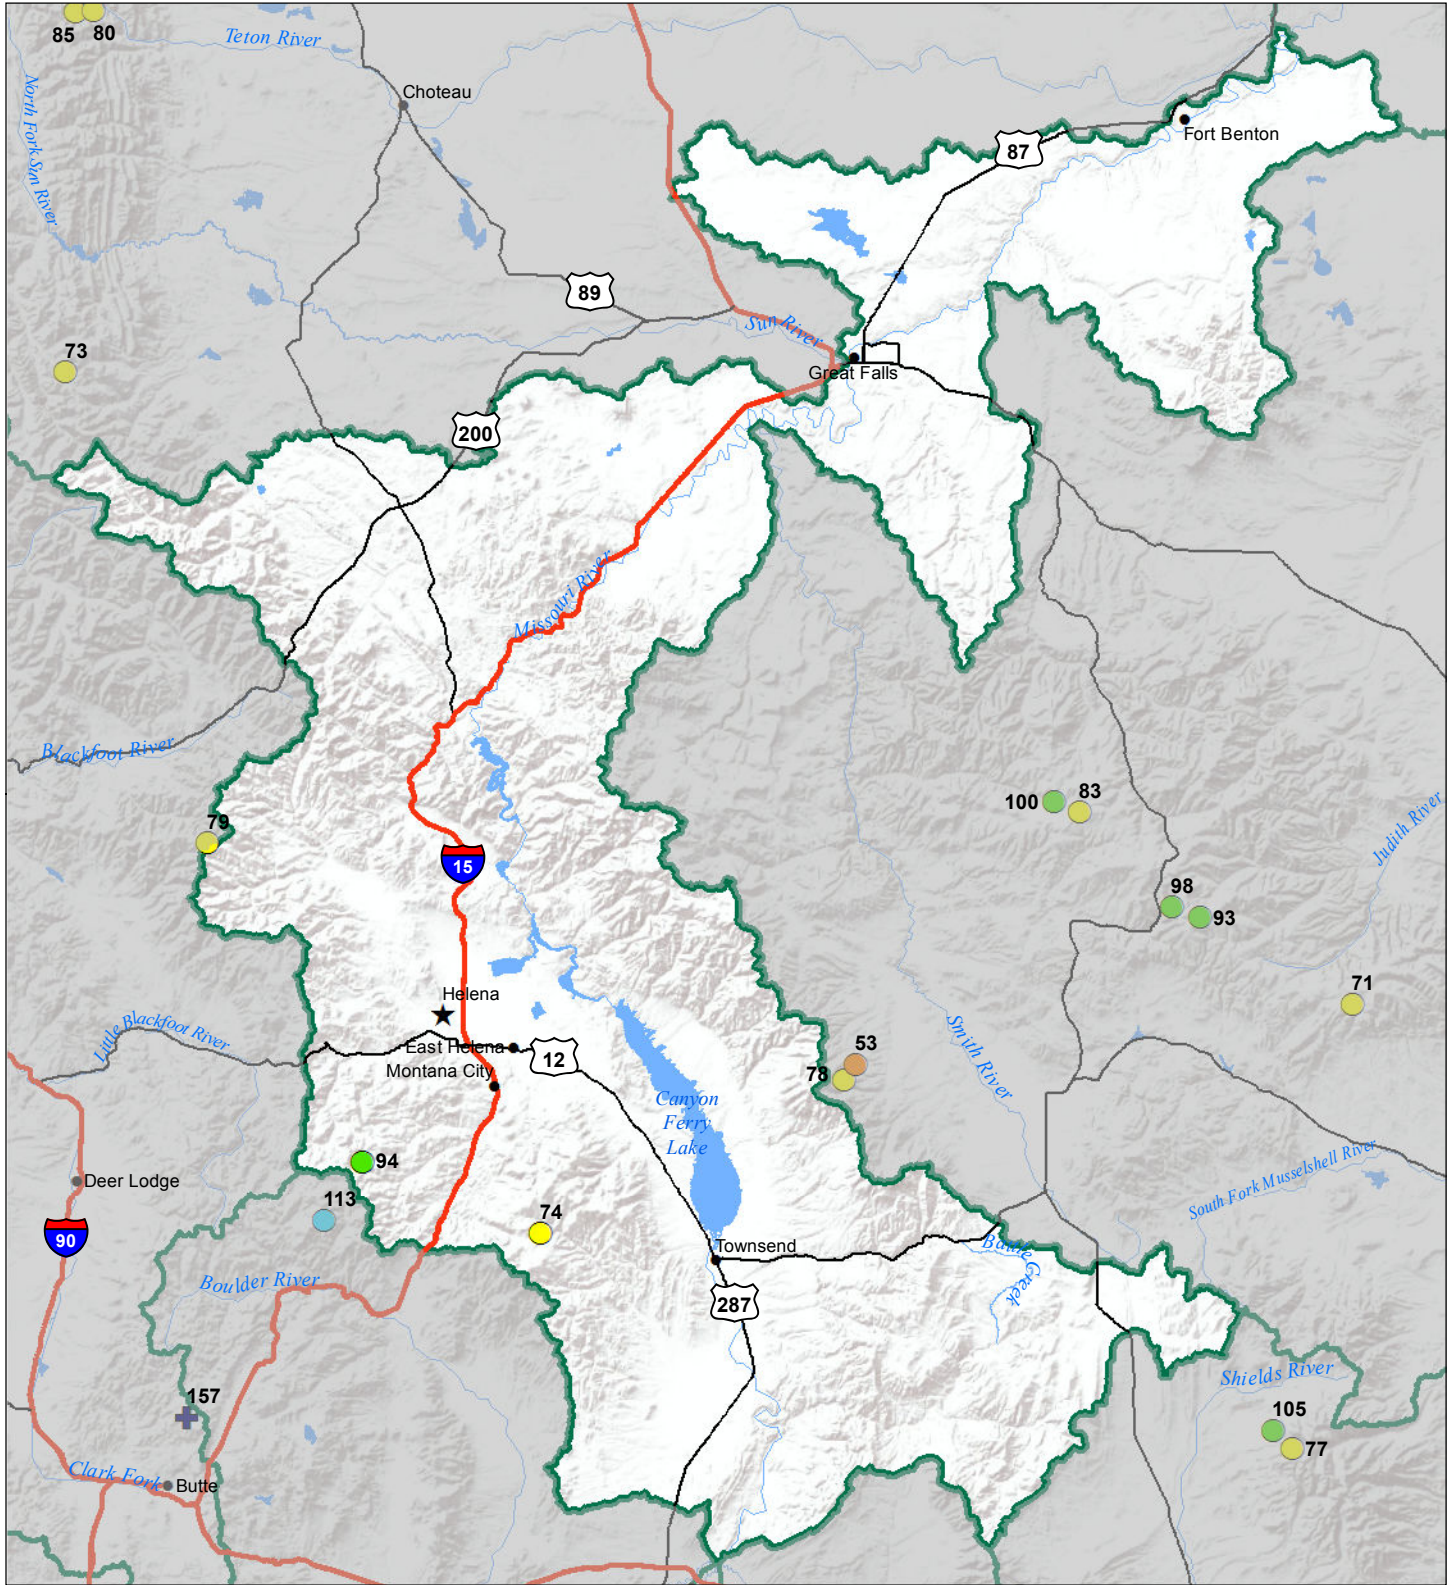 85
80
Teton River
North Fork Sun River
Choteau
87
Fort Benton
89
Sun River
73
Great Falls
200
Missouri River
Blackfoot River
100
83
Judith River
79
15
98
93
71
Helena
Little Blackfoot River
East Helena
12
Smith River
53
78
Montana City
Canyon
Ferry
Lake
94
Deer Lodge
113
74
South Fork Musselshell River
90
Townsend
Battle Creek
Boulder River
287
Shields River
157
105
77
Clark Fork
Butte